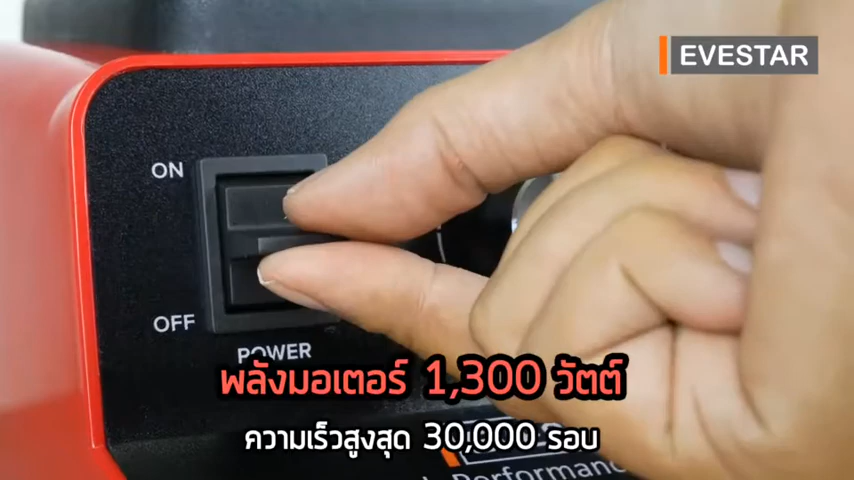 EVESTAR
ON
OFF
POWER
พลังมอเตอร์ 1,300 วัตต์
ความเร็วสูงสุด 30,000 รอบ
Performance